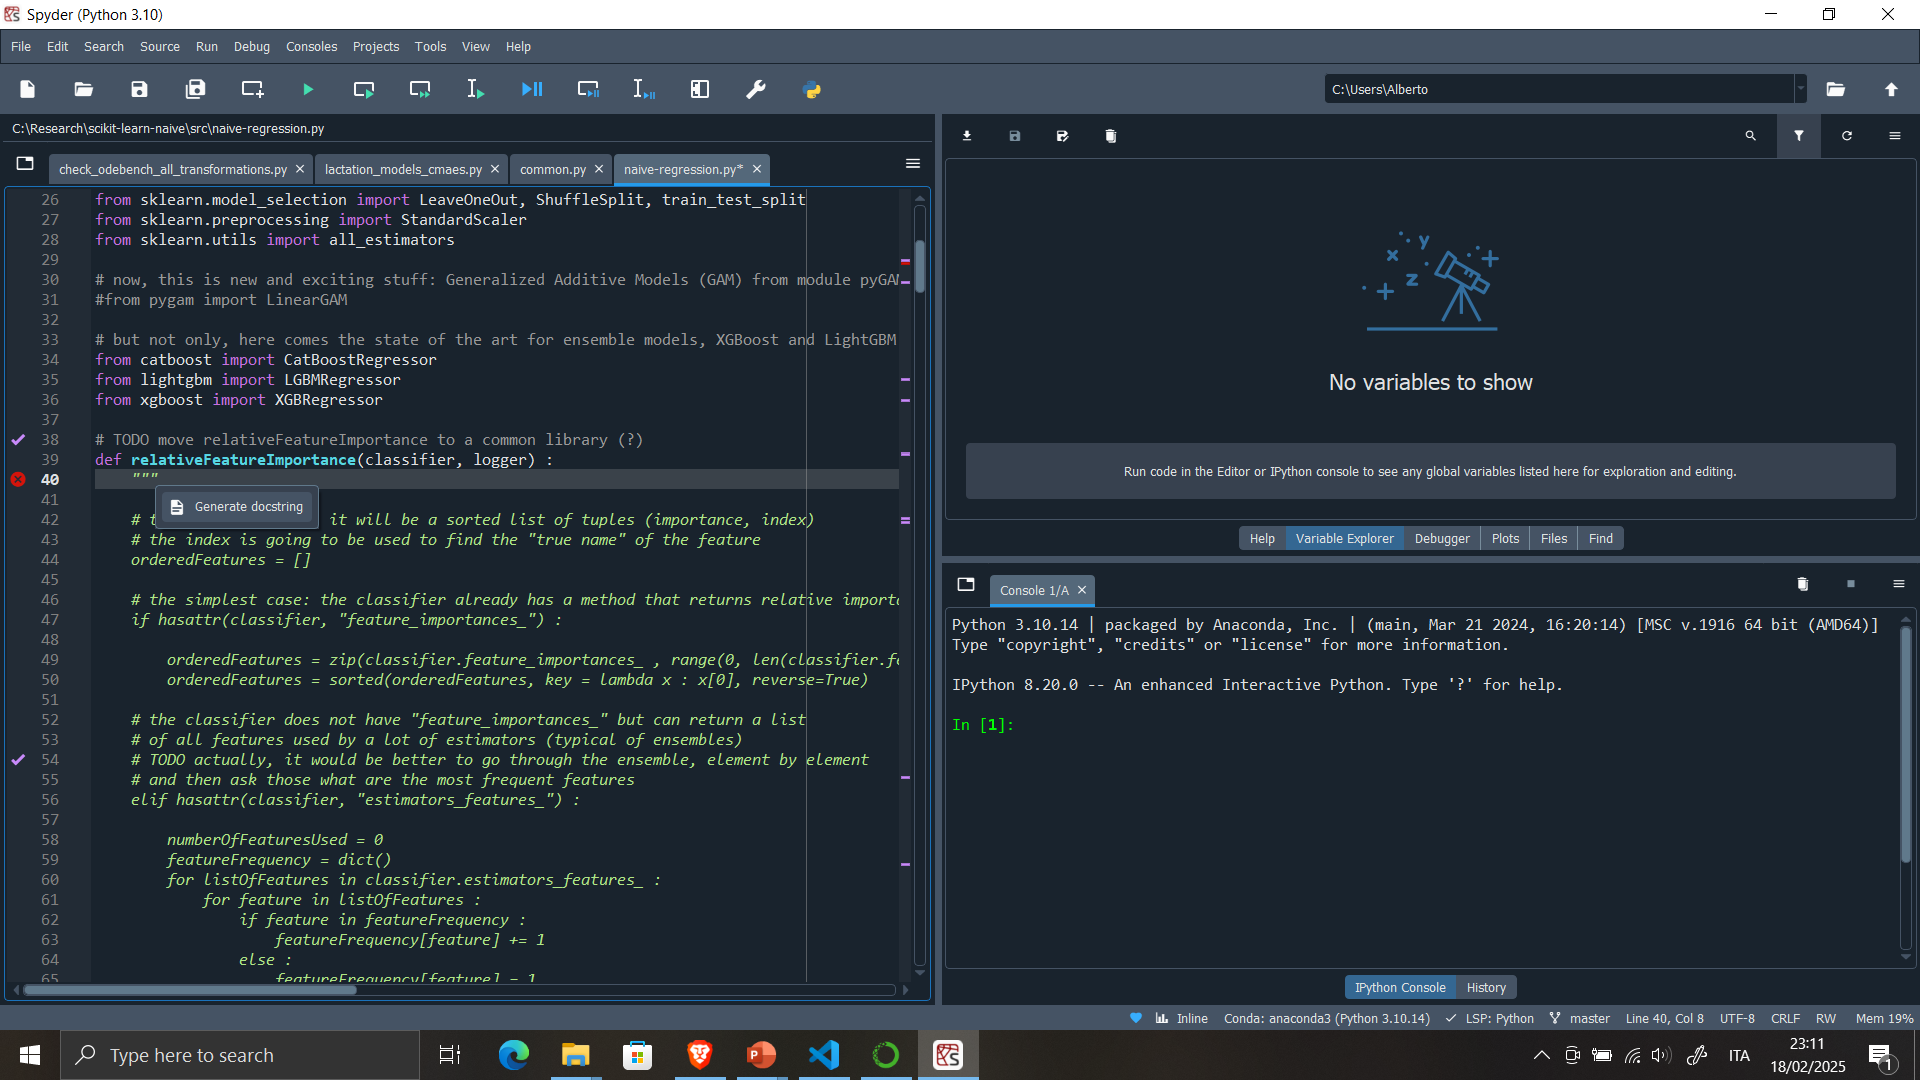 Spyder (Python 3.10)
File Edit Search Source Run Debug Consoles Projects Tools View Help
C:\Users\Alberto
C:\Research\scikit-learn-naive\src\naive-regression.py
check_odebench_all_transformations.py lactation_models_cmaes.py common.py naive-regression.py*
26 from sklearn.model_selection import LeaveOneOut, ShuffleSplit, train_test_split
27 from sklearn.preprocessing import StandardScaler
28 from sklearn.utils import all_estimators
29
30 # now, this is new and exciting stuff: Generalized Additive Models (GAM) from module pyGAM
31 #from pygam import LinearGAM
32
33 # but not only, here comes the state of the art for ensemble models, XGBoost and LightGBM
34 from catboost import CatBoostRegressor
35 from lightgbm import LGBMRegressor
36 from xgboost import XGBRegressor
37
38 # TODO move relativeFeatureImportance to a common library (?)
39 def relativeFeatureImportance(classifier, logger) :
40 """
41
Generate docstring
42 # t it will be a sorted list of tuples (importance, index)
43 # the index is going to be used to find the "true name" of the feature
44 orderedFeatures = []
45
46 # the simplest case: the classifier already has a method that returns relative importa
47 if hasattr(classifier, "feature_importances_") :
48
49 orderedFeatures = zip(classifier.feature_importances_ , range(0, len(classifier.fe
50 orderedFeatures = sorted(orderedFeatures, key = lambda x : x[0], reverse=True)
51
52 # the classifier does not have "feature_importances_" but can return a list
53 # of all features used by a lot of estimators (typical of ensembles)
54 # TODO actually, it would be better to go through the ensemble, element by element
55 # and then ask those what are the most frequent features
56 elif hasattr(classifier, "estimators_features_") :
57
58 numberOfFeaturesUsed = 0
59 featureFrequency = dict()
60 for listOfFeatures in classifier.estimators_features_ :
61 for feature in listOfFeatures :
62 if feature in featureFrequency :
63 featureFrequency[feature] += 1
64 else :
65 featureFrequency[feature] = 1
x y z
No variables to show
Run code in the Editor or IPython console to see any global variables listed here for exploration and editing.
Help Variable Explorer Debugger Plots Files Find
Console 1/A
Python 3.10.14 | packaged by Anaconda, Inc. | (main, Mar 21 2024, 16:20:14) [MSC v.1916 64 bit (AMD64)]
Type "copyright", "credits" or "license" for more information.
IPython 8.20.0 -- An enhanced Interactive Python. Type '?' for help.
In [1]:
IPython Console History
Inline Conda: anaconda3 (Python 3.10.14) LSP: Python master Line 40, Col 8 UTF-8 CRLF RW Mem 19%
Type here to search
ITA
23:11
18/02/2025
1